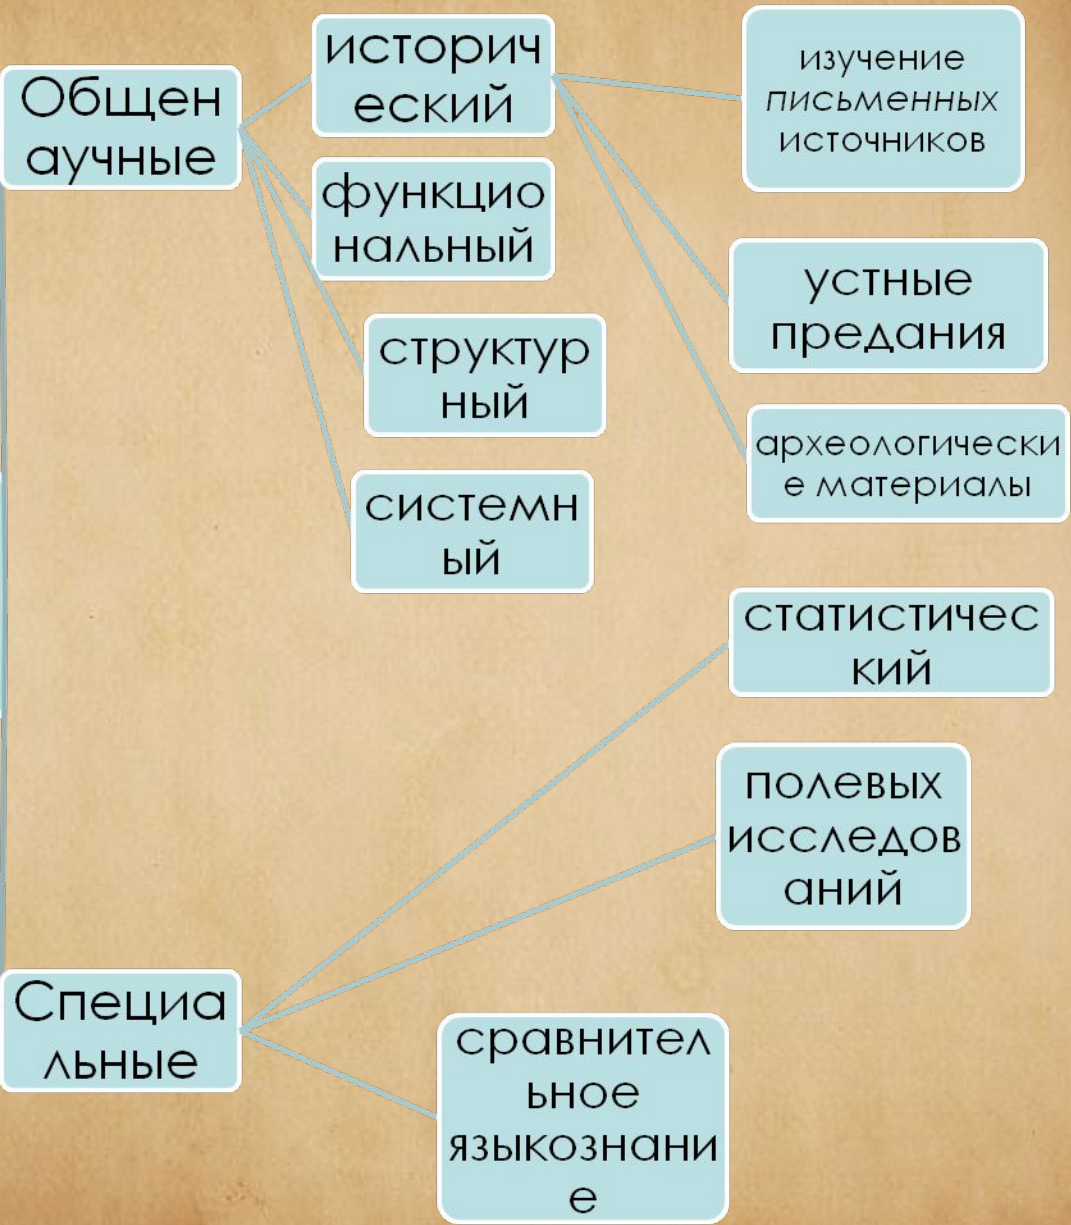 Общен
аучные
историч
еский
функцио
нальный
структур
ный
системн
ый
изучение
письменных
источников
устные
предания
археологически
е материалы
Специа
льные
статистичес
кий
полевых
исследов
аний
сравнител
ьное
языкознани
е